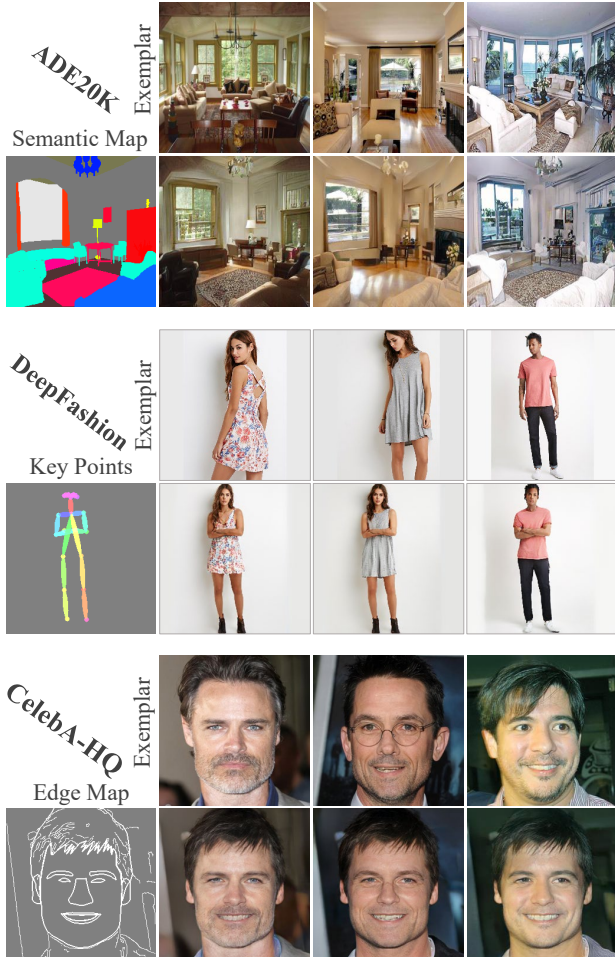 ADE20K
Exemplar
Semantic Map
DeepFashion
Exemplar
Key Points
CelebA-HQ
Exemplar
Edge Map